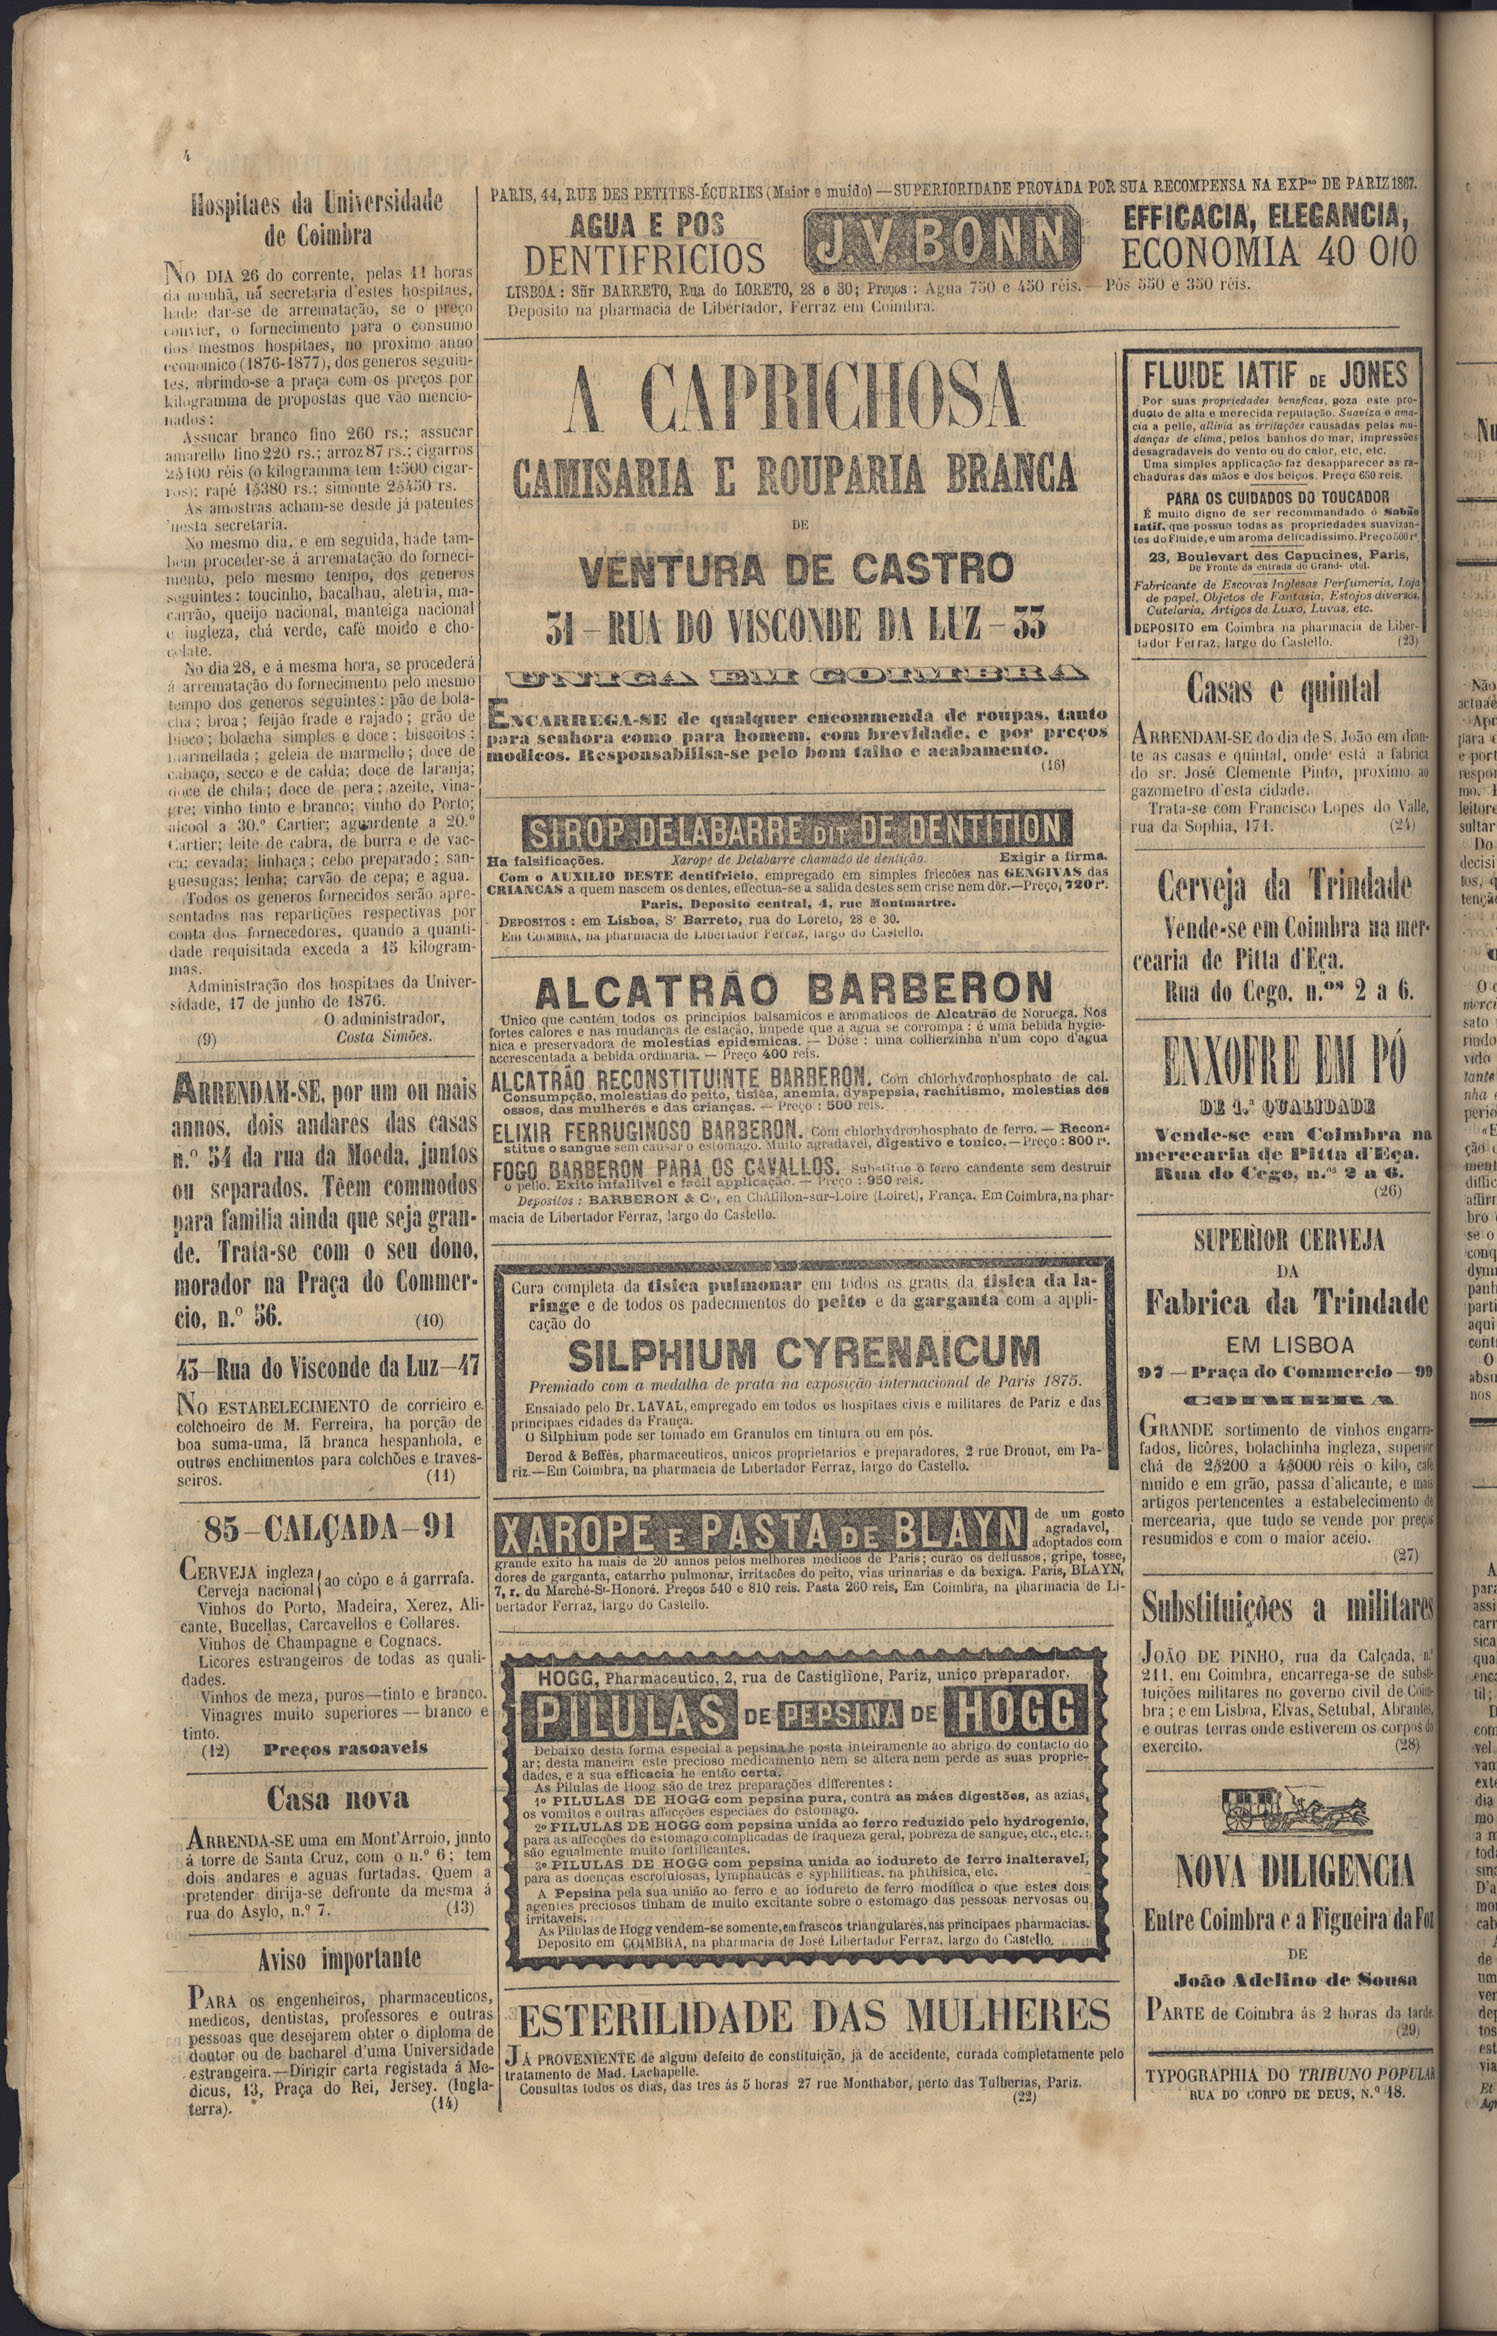 4
Hospitaes da Universidade
de Coimbra
NO DIA 26 do corrente, pelas 11 horas
da manhã, na secretaria d'estes hospitaes,
hade dar-se de arrematação, se o preço
convier, o fornecimento para o consumo
dos mesmos hospitaes, no proximo anno
economico (1876-1877), dos generos seguin-
tes, abrindo-se a praça com os preços por
kilogramma de propostas que vão mencio-
nados:
Assucar branco fino 260 rs.; assucar
amarello fino 220 rs.; arroz 87 rs.; cigarros
2$100 réis (o kilogramma tem 1:500 cigar-
ros); rapé 1$380 rs.; simonte 2$450 rs.
As amostras acham-se desde já patentes
nesta secretaria.
No mesmo dia, e em seguida, hade tam-
bem proceder-se á arrematação do forneci-
mento, pelo mesmo tempo, dos generos
seguintes: toucinho, bacalhau, aletria, ma-
carrão, queijo nacional, manteiga nacional
e ingleza, chá verde, café moido e cho-
colate.
No dia 28, e á mesma hora, se procederá
á arrematação do fornecimento pelo mesmo
tempo dos generos seguintes: pão de bola-
cha; broa; feijão frade e rajado; grão de
bico; bolacha simples e doce; biscoitos;
marmellada; geleia de marmello; doce de
cabaço, secco e de calda; doce de laranja;
doce de chila; doce de pera; azeite, vina-
gre; vinho tinto e branco; vinho do Porto;
alcool a 30.º Cartier; aguardente a 20.º
Cartier; leite de cabra, de burra e de vac-
ca; cevada; linhaça; cebo preparado; san-
guesugas; lenha; carvão de cepa; e agua.
Todos os generos fornecidos serão apre-
sentados nas repartições respectivas por
conta dos fornecedores, quando a quanti-
dade requisitada exceda a 15 kilogram-
mas.
Administração dos hospitaes da Univer-
sidade, 17 de junho de 1876.
O administrador,
(9) Costa Simões.
ARRENDAM-SE, por um ou mais
annos, dois andares das casas
n.º 54 da rua da Moeda, juntos
ou separados. Têem commodos
para familia ainda que seja gran-
de. Trata-se com o seu dono,
morador na Praça do Commer-
cio, n.º 56. (10)
43—Rua do Visconde da Luz—47
NO ESTABELECIMENTO de corrieiro e
colchoeiro de M. Ferreira, ha porção de
boa suma-uma, lã branca hespanhola, e
outros enchimentos para colchões e traves-
seiros. (11)
85—CALÇADA—91
CERVEJA ingleza
Cerveja nacional } ao cópo e á garrrafa.
Vinhos do Porto, Madeira, Xerez, Ali-
cante, Bucellas, Carcavellos e Collares.
Vinhos de Champagne e Cognacs.
Licores estrangeiros de todas as quali-
dades.
Vinhos de meza, puros—tinto e branco.
Vinagres muito superiores—branco e
tinto.
(12) Preços rasoaveis
Casa nova
ARRENDA-SE uma em Mont'Arroio, junto
á torre de Santa Cruz, com o n.º 6; tem
dois andares e aguas furtadas. Quem a
pretender dirija-se defronte da mesma á
rua do Asylo, n.º 7. (13)
Aviso importante
PARA os engenheiros, pharmaceuticos,
medicos, dentistas, professores e outras
pessoas que desejarem obter o diploma de
doutor ou de bacharel d'uma Universidade
estrangeira.—Dirigir carta registada á Me-
dicus, 13, Praça do Rei, Jersey. (Ingla-
terra). (14)
PARIS, 44, RUE DES PETITES-ÉCURIES (Maior e muido)—SUPERIORIDADE PROVADA POR SUA RECOMPENSA NA EXPᵃᵒ DE PARIZ 1867.
AGUA E POS
DENTIFRICIOS
J. V. BONN
EFFICACIA, ELEGANCIA,
ECONOMIA 40 O/O
LISBOA: Sñr BARRETO, Rua do LORETO, 28 e 30; Preços: Agua 750 e 450 réis.—Pós 550 e 350 réis.
Deposito na pharmacia de Libertador, Ferraz em Coimbra.
A CAPRICHOSA
CAMISARIA E ROUPARIA BRANCA
DE
VENTURA DE CASTRO
31—RUA DO VISCONDE DA LUZ—33
UNICA EM COIMBRA
ENCARREGA-SE de qualquer encommenda de roupas, tanto
para senhora como para homem, com brevidade, e por preços
modicos. Responsabilisa-se pelo bom talho e acabamento.
(16)
SIROP DELABARRE DIT DE DENTITION
Ha falsificações. Xarope de Delabarre chamado de dentição. Exigir a firma.
Com o AUXILIO DESTE dentifricio, empregado em simples fricções nas GENGIVAS das
CRIANCAS a quem nascem os dentes, effectua-se a salida destes sem crise nem dôr.—Preço, 720 rˢ.
Paris, Deposito central, 4, rue Montmartre.
DEPOSITOS: em Lisboa, Sʳ Barreto, rua do Loreto, 28 e 30.
Em COIMBRA, na pharmacia de Libertador Ferraz, largo do Castello.
ALCATRÃO BARBERON
Unico que contém todos os principios balsamicos e aromaticos de Alcatrão de Noruega. Nos
fortes calores e nas mudanças de estação, impede que a agua se corrompa: é uma bebida hygie-
nica e preservadora de molestias epidemicas. — Dóse: uma colherzinha n'um copo d'agua
accrescentada a bebida ordinaria. — Preço 400 reis.
ALCATRÃO RECONSTITUINTE BARBERON. Com chlorhydrophosphato de cal.
Consumpção, molestias do peito, tisica, anemia, dyspepsia, rachitismo, molestias dos
ossos, das mulheres e das crianças. — Preço: 500 reis.
ELIXIR FERRUGINOSO BARBERON. Com chlorhydrophosphato de ferro. — Recon-
stitue o sangue sem causar o estomago. Muito agradavel, digestivo e tonico.—Preço: 800 rˢ.
FOGO BARBERON PARA OS CAVALLOS. Substitue o ferro candente sem destruir
o pello. Exito infallivel e facil applicação. — Preço: 950 reis.
Depositos: BARBERON & Cⁱᵃ, en Châtillon-sur-Loire (Loiret), França. Em Coimbra, na phar-
macia de Libertador Ferraz, largo do Castello.
Cura completa da tisica pulmonar em todos os graus da tisica da la-
ringe e de todos os padecimentos do peito e da garganta com a appli-
cação do
SILPHIUM CYRENAÏCUM
Premiado com a medalha de prata na exposição internacional de Paris 1875.
Ensaiado pelo Dr. LAVAL, empregado em todos os hospitaes civis e militares de Pariz e das
principaes cidades da França.
O Silphium pode ser tomado em Granulos em tintura ou em pós.
Derod & Beffès, pharmaceuticos, unicos proprietarios e preparadores, 2 rue Drouot, em Pa-
riz.—Em Coimbra, na pharmacia de Libertador Ferraz, largo do Castello.
XAROPE E PASTA DE BLAYN
de um gosto
agradavel,
adoptados com
grande exito ha mais de 20 annos pelos melhores medicos de Paris; curão os deflussos, gripe, tosse,
dores de garganta, catarrho pulmonar, irritacões do peito, vias urinarias e da bexiga. Paris, BLAYN,
7, r. du Marché-Sᵗ-Honoré. Preços 540 e 810 reis. Pasta 260 reis, Em Coimbra, na pharmacia de Li-
bertador Ferraz, largo do Castello.
HOGG, Pharmaceutico, 2, rua de Castiglione, Pariz, unico preparador.
PILULAS DE PEPSINA DE HOGG
Debaixo desta forma especial a pepsina he posta inteiramente ao abrigo do contacto do
ar; desta maneira este precioso medicamento nem se altera nem perde as suas proprie-
dades, e a sua efficacia he então certa.
As Pilulas de Hoog são de trez preparações differentes:
1º PILULAS DE HOGG com pepsina pura, contra as máes digestões, as azias,
os vomitos e outras affecções especiaes do estomago.
2º PILULAS DE HOGG com pepsina unida ao ferro reduzido pelo hydrogenio,
para as affecções do estomago complicadas de fraqueza geral, pobreza de sangue, etc., etc.;
são egualmente muito fortificantes.
3º PILULAS DE HOGG com pepsina unida ao iodureto de ferro inalteravel,
para as doenças escrofulosas, lymphaticas e syphiliticas, na phthisica, etc.
A Pepsina pela sua união ao ferro e ao iodureto de ferro modifica o que estes dois
agentes preciosos tinham de muito excitante sobre o estomago das pessoas nervosas ou
irritaveis.
As Pilulas de Hogg vendem-se somente, em frascos triangulares, nas principaes pharmacias.
Deposito em COIMBRA, na pharmacia de José Libertador Ferraz, largo do Castello.
ESTERILIDADE DAS MULHERES
JÁ PROVENIENTE de algum defeito de constituição, já de accidente, curada completamente pelo
tratamento de Mad. Lachapelle.
Consultas todos os dias, das tres ás 5 horas 27 rue Monthabor, perto das Tulherias, Pariz.
(22)
FLUIDE IATIF DE JONES
Por suas propriedades beneficas, goza este pro-
ducto de alta e merecida reputação. Suaviza e ama-
cia a pelle, allivia as irritações causadas pelas mu-
danças de clima, pelos banhos do mar, impressões
desagradaveis do vento ou do calor, etc, etc.
Uma simples applicação faz desapparecer as ra-
chaduras das mãos e dos beiços. Preço 650 reis.
PARA OS CUIDADOS DO TOUCADOR
É muito digno de ser recommandado ó Sabão
Iatif, que possue todas as propriedades suavizan-
tes do Fluide, e um aroma delicadissimo. Preço 500 rˢ.
23, Boulevart des Capucines, Paris,
De Fronte da entrada do Grand- otel.
Fabricante de Escovas Inglesas Perfumeria, Loja
de papel, Objetos de Fantasia, Estojos diversos,
Cutelaria, Artigos de Luxo, Luvas, etc.
DEPOSITO em Coimbra na pharmacia de Liber-
tador Ferraz, largo do Castello. (23)
Casas e quintal
ARRENDAM-SE do dia de S. João em dian-
te as casas e quintal, onde está a fabrica
do sr. José Clemente Pinto, proximo ao
gazometro d'esta cidade.
Trata-se com Francisco Lopes do Valle,
rua da Sophia, 171. (24)
Cerveja da Trindade
Vende-se em Coimbra na mer-
cearia de Pitta d'Eça.
Rua do Cego, n.ºˢ 2 a 6.
ENXOFRE EM PÓ
DE 1.ª QUALIDADE
Vende-se em Coimbra na
mercearia de Pitta d'Eça.
Rua do Cego, n.ºˢ 2 a 6.
(26)
SUPERIOR CERVEJA
DA
Fabrica da Trindade
EM LISBOA
97—Praça do Commercio—99
COIMBRA
GRANDE sortimento de vinhos engarra-
fados, licôres, bolachinha ingleza, superior
chá de 2$200 a 4$000 réis o kilo, café
muido e em grão, passa d'alicante, e mais
artigos pertencentes a estabelecimento de
mercearia, que tudo se vende por preços
resumidos e com o maior aceio.
(27)
Substituições a militares
JOÃO DE PINHO, rua da Calçada, n.º
211, em Coimbra, encarrega-se de substi-
tuições militares no governo civil de Coim-
bra; e em Lisboa, Elvas, Setubal, Abrantes,
e outras terras onde estiverem os corpos do
exercito. (28)
NOVA DILIGENCIA
Entre Coimbra e a Figueira da Foz
DE
João Adelino de Sousa
PARTE de Coimbra ás 2 horas da tarde.
(29)
TYPOGRAPHIA DO TRIBUNO POPULAR
RUA DO CORPO DE DEUS, N.º 18.